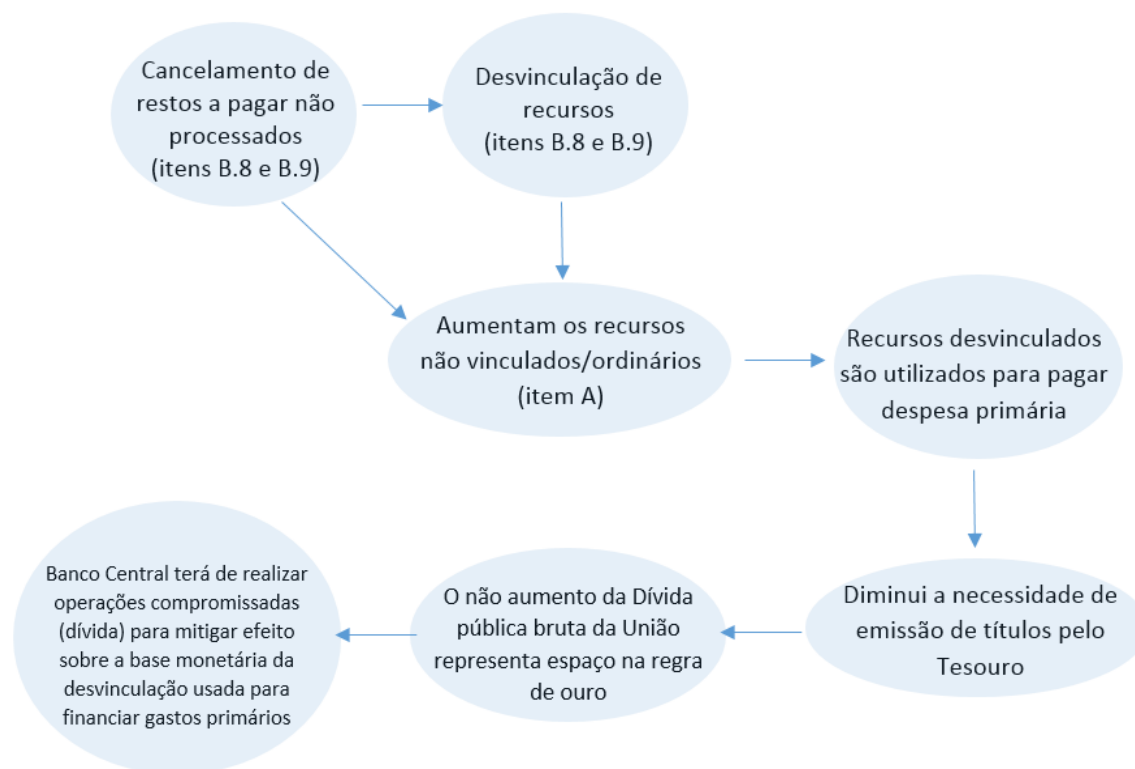 Cancelamento de
restos a pagar não
processados
(itens B.8 e B.9)
Desvinculação de
recursos
(itens B.8 e B.9)
Aumentam os recursos
não vinculados/ordinários
(item A)
Recursos desvinculados
são utilizados para pagar
despesa primária
Diminui a necessidade de
emissão de títulos pelo
Tesouro
O não aumento da Dívida
pública bruta da União
representa espaço na regra
de ouro
Banco Central terá de realizar
operações compromissadas
(dívida) para mitigar efeito
sobre a base monetária da
desvinculação usada para
financiar gastos primários